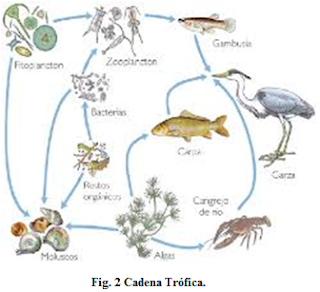 Fitoplancton
Zooplancton
Gambusia
Bacterias
Restos
orgánicos
Carpa
Garza
Cangrejo
de río
Moluscos
Algas
Fig. 2 Cadena Trófica.